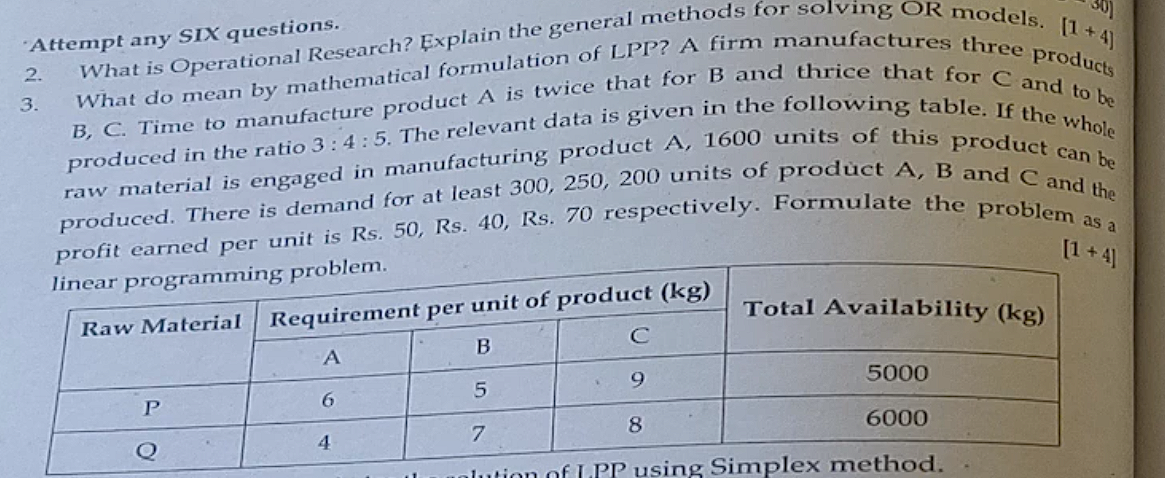 Attempt any SIX questions.
30]
2. What is Operational Research? Explain the general methods for solving OR models. [1 + 4]
3. What do mean by mathematical formulation of LPP? A firm manufactures three products
B, C. Time to manufacture product A is twice that for B and thrice that for C and to be
produced in the ratio 3 : 4 : 5. The relevant data is given in the following table. If the whole
raw material is engaged in manufacturing product A, 1600 units of this product can be
produced. There is demand for at least 300, 250, 200 units of product A, B and C and the
profit earned per unit is Rs. 50, Rs. 40, Rs. 70 respectively. Formulate the problem as a
linear programming problem. [1 + 4]
Raw Material Requirement per unit of product (kg) Total Availability (kg)
A B C
P 6 5 9 5000
Q 4 7 8 6000
of LPP using Simplex method.